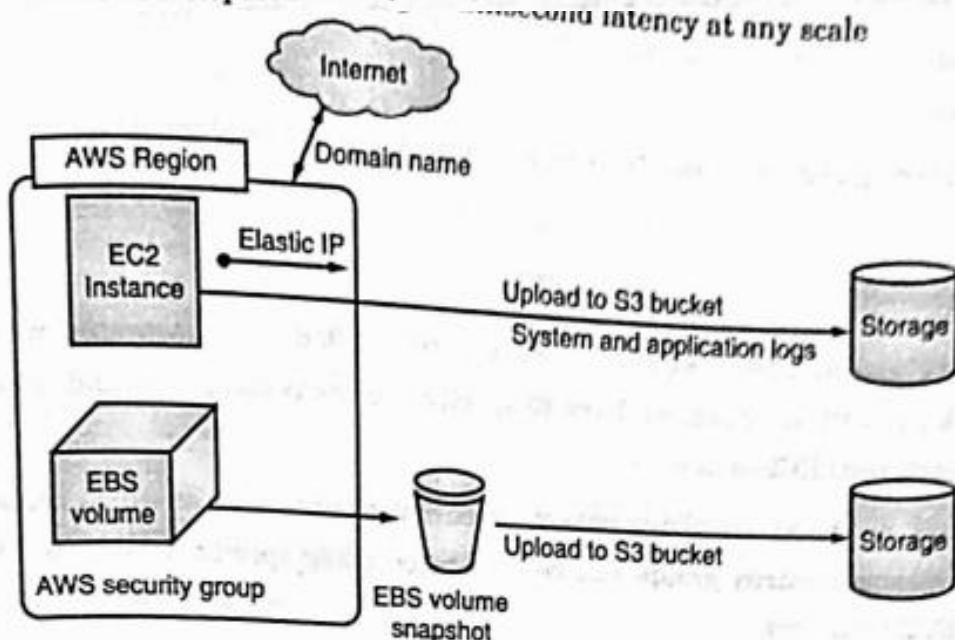 latency at any scale
Internet
Domain name
AWS Region
Elastic IP
EC2
Instance
Upload to S3 bucket
System and application logs
Storage
EBS
volume
AWS security group
EBS volume
snapshot
Upload to S3 bucket
Storage